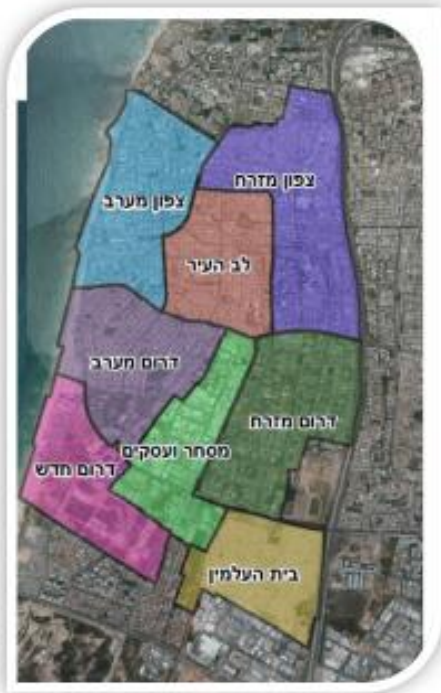 צפון מזרח
צפון מערב
לב העיר
דרום מערב
דרום מזרח
מסחר ועסקים
דרום חדש
בית העלמין